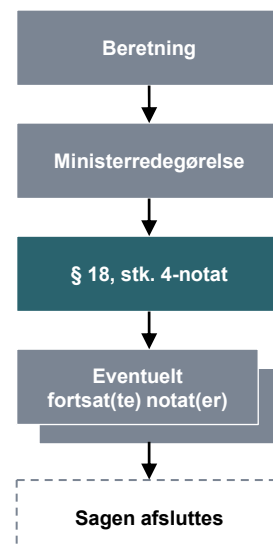 Beretning
Ministerredegørelse
§ 18, stk. 4-notat
Eventuelt
fortsat(te) notat(er)
Sagen afsluttes